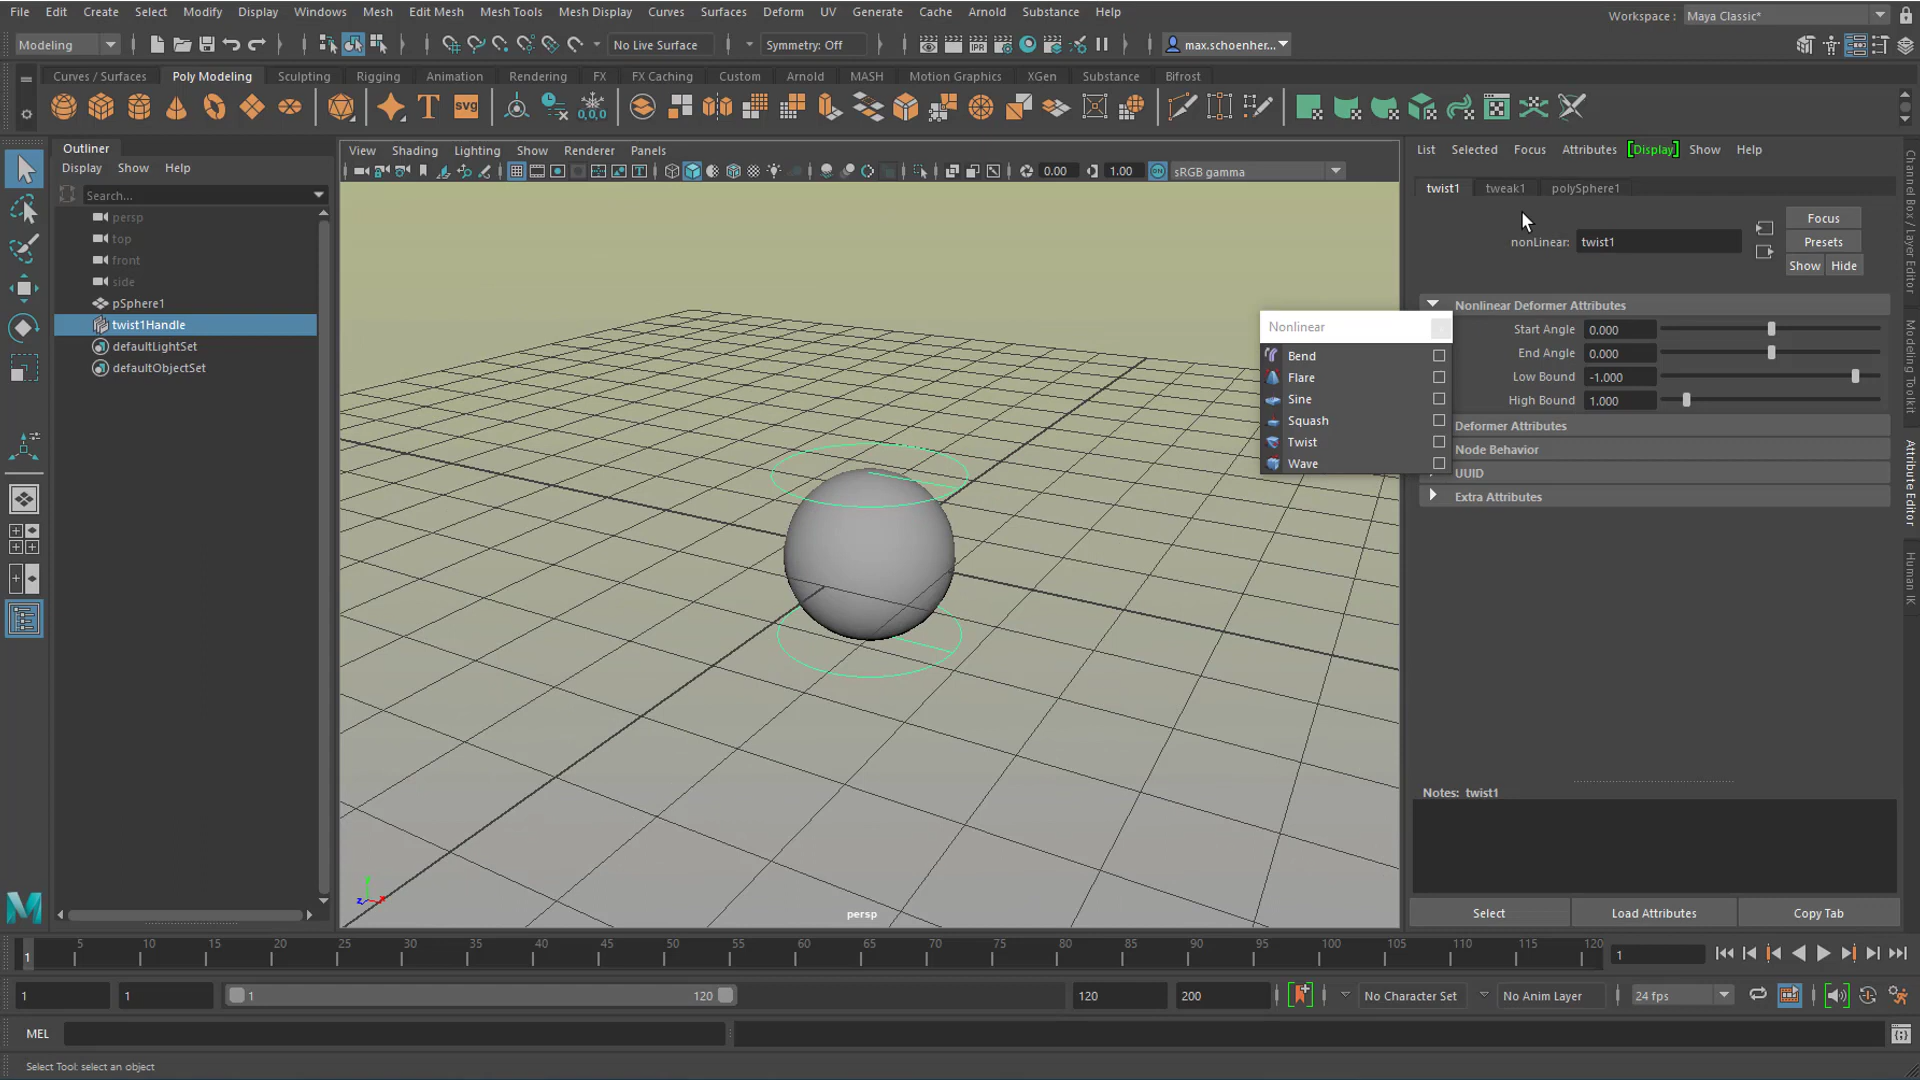 File Edit Create Select Modify Display Windows Mesh Edit Mesh Mesh Tools Mesh Display Curves Surfaces Deform UV Generate Cache Arnold Substance Help
Workspace : Maya Classic*
Modeling No Live Surface Symmetry: Off max.schoenher...
Curves / Surfaces Poly Modeling Sculpting Rigging Animation Rendering FX FX Caching Custom Arnold MASH Motion Graphics XGen Substance Bifrost
T SVG 0,0,0
IPR
Outliner
Display Show Help
Search...
persp
top
front
side
pSphere1
twist1Handle
defaultLightSet
defaultObjectSet
View Shading Lighting Show Renderer Panels
0.00 1.00 ON sRGB gamma
persp
Nonlinear
Bend
Flare
Sine
Squash
Twist
Wave
List Selected Focus Attributes [Display] Show Help
twist1 tweak1 polySphere1
nonLinear: twist1
Focus
Presets
Show Hide
Nonlinear Deformer Attributes
Start Angle 0.000
End Angle 0.000
Low Bound -1.000
High Bound 1.000
Deformer Attributes
Node Behavior
UUID
Extra Attributes
Notes: twist1
Select Load Attributes Copy Tab
Channel Box / Layer Editor
Modeling Toolkit
Attribute Editor
Human IK
1 5 10 15 20 25 30 35 40 45 50 55 60 65 70 75 80 85 90 95 100 105 110 115 120 1
1 1 1 120 120 200 No Character Set No Anim Layer 24 fps
MEL
Select Tool: select an object